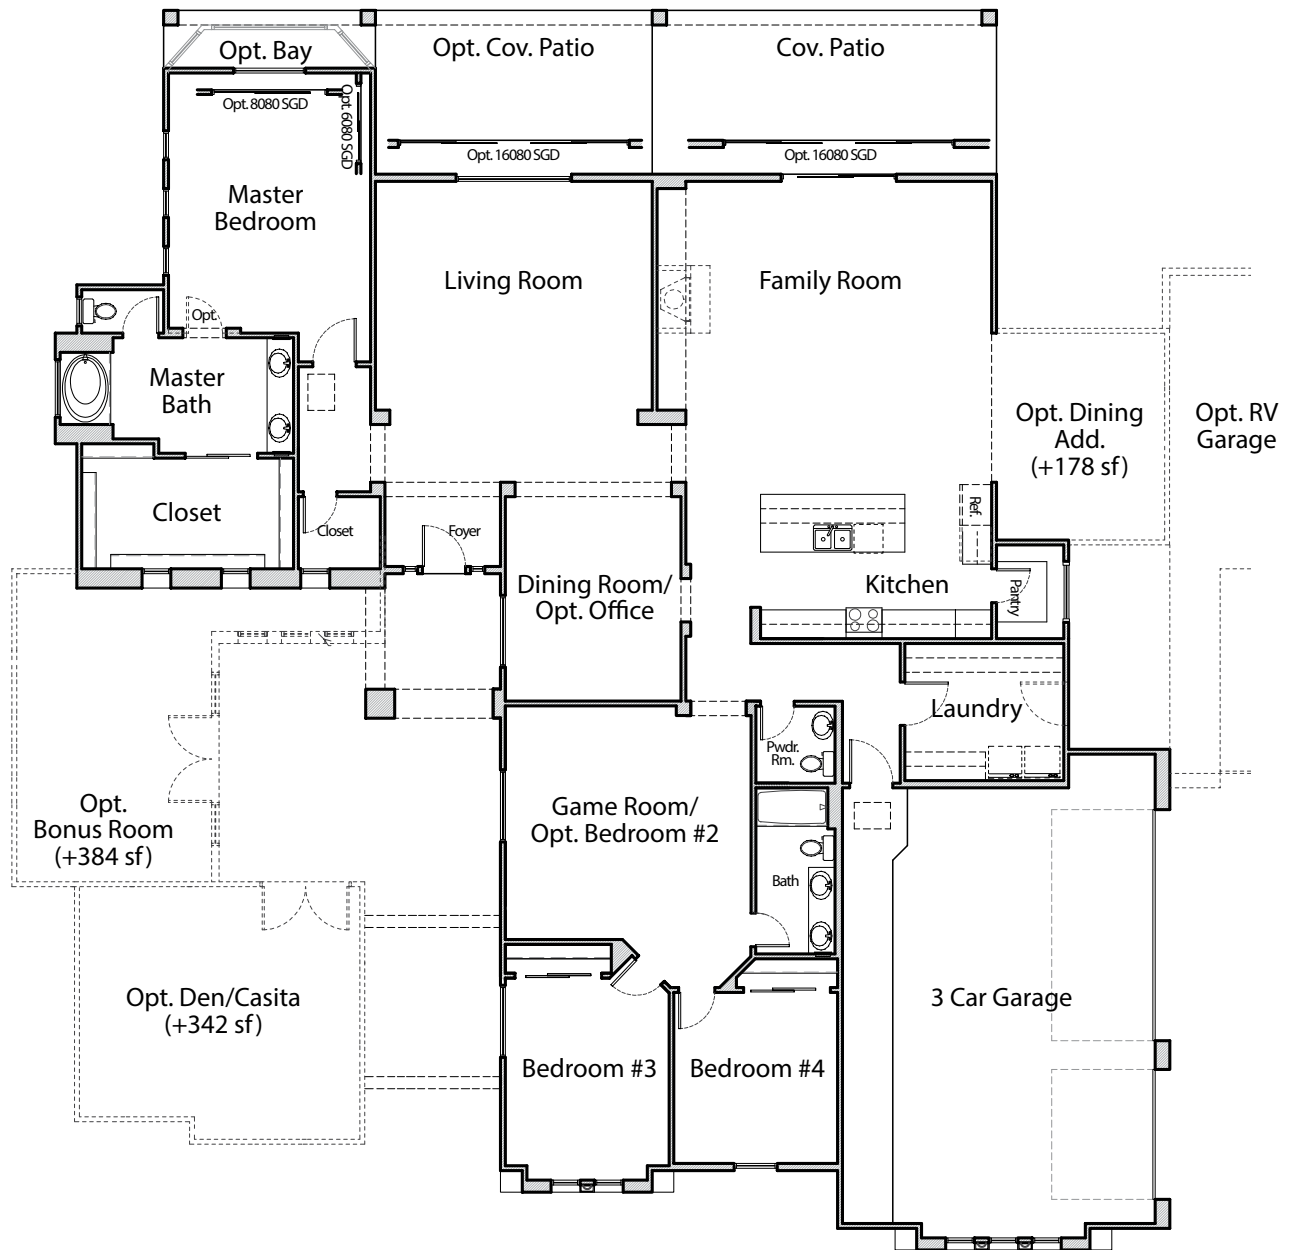 Opt. Bay
Opt. Cov. Patio
Cov. Patio
Opt. 8080 SGD
Opt. 6080 SGD
Opt. 16080 SGD
Opt. 16080 SGD
Master
Bedroom
Living Room
Family Room
Opt.
Master
Bath
Opt. Dining
Add.
(+178 sf)
Opt. RV
Garage
Closet
Closet
Foyer
Ref.
Dining Room/
Opt. Office
Kitchen
Pantry
Laundry
Pwdr.
Rm.
Opt.
Bonus Room
(+384 sf)
Game Room/
Opt. Bedroom #2
Bath
Opt. Den/Casita
(+342 sf)
3 Car Garage
Bedroom #3
Bedroom #4